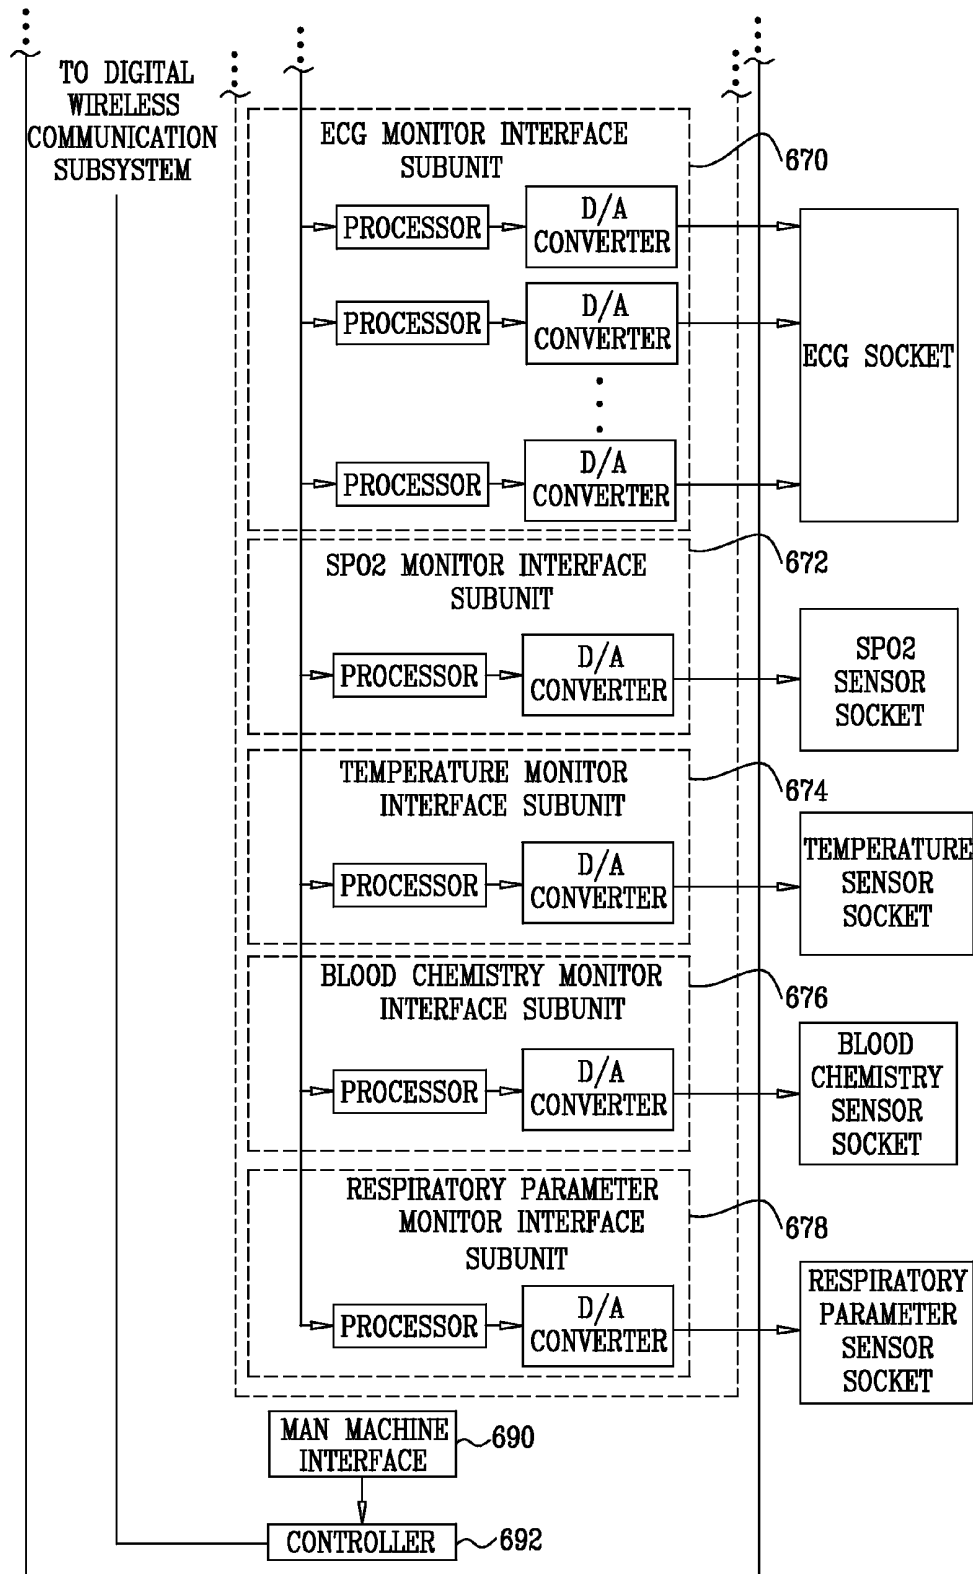 TO DIGITAL
WIRELESS
COMMUNICATION
SUBSYSTEM
ECG MONITOR INTERFACE
SUBUNIT
670
PROCESSOR
D/A
CONVERTER
PROCESSOR
D/A
CONVERTER
PROCESSOR
D/A
CONVERTER
ECG SOCKET
SPO2 MONITOR INTERFACE
SUBUNIT
672
PROCESSOR
D/A
CONVERTER
SPO2
SENSOR
SOCKET
TEMPERATURE MONITOR
INTERFACE SUBUNIT
674
PROCESSOR
D/A
CONVERTER
TEMPERATURE
SENSOR
SOCKET
BLOOD CHEMISTRY MONITOR
INTERFACE SUBUNIT
676
PROCESSOR
D/A
CONVERTER
BLOOD
CHEMISTRY
SENSOR
SOCKET
RESPIRATORY PARAMETER
MONITOR INTERFACE
SUBUNIT
678
PROCESSOR
D/A
CONVERTER
RESPIRATORY
PARAMETER
SENSOR
SOCKET
MAN MACHINE
INTERFACE
690
CONTROLLER
692